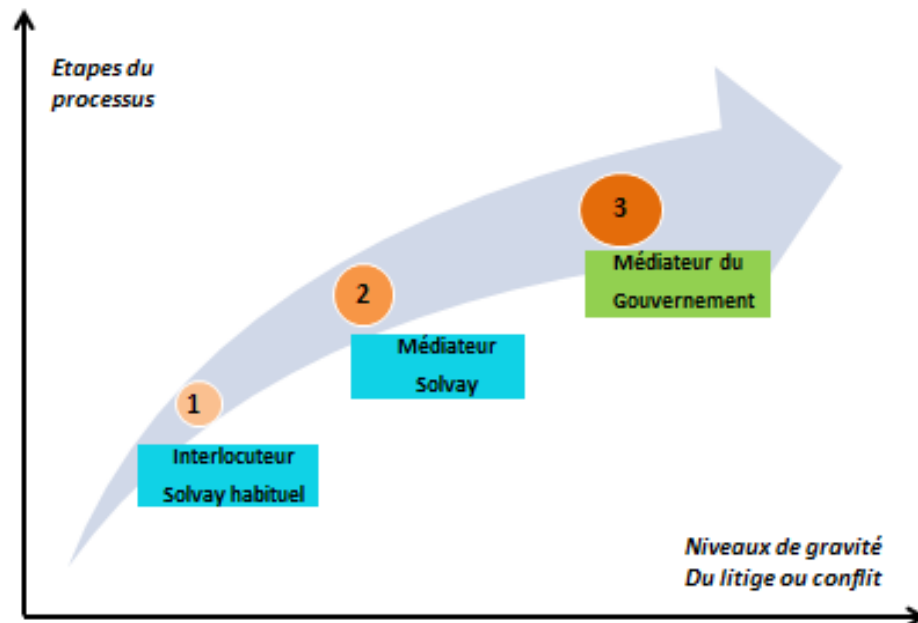 Etapes du
processus
3
Médiateur du
Gouvernement
2
Médiateur
Solvay
1
Interlocuteur
Solvay habituel
Niveaux de gravité
Du litige ou conflit